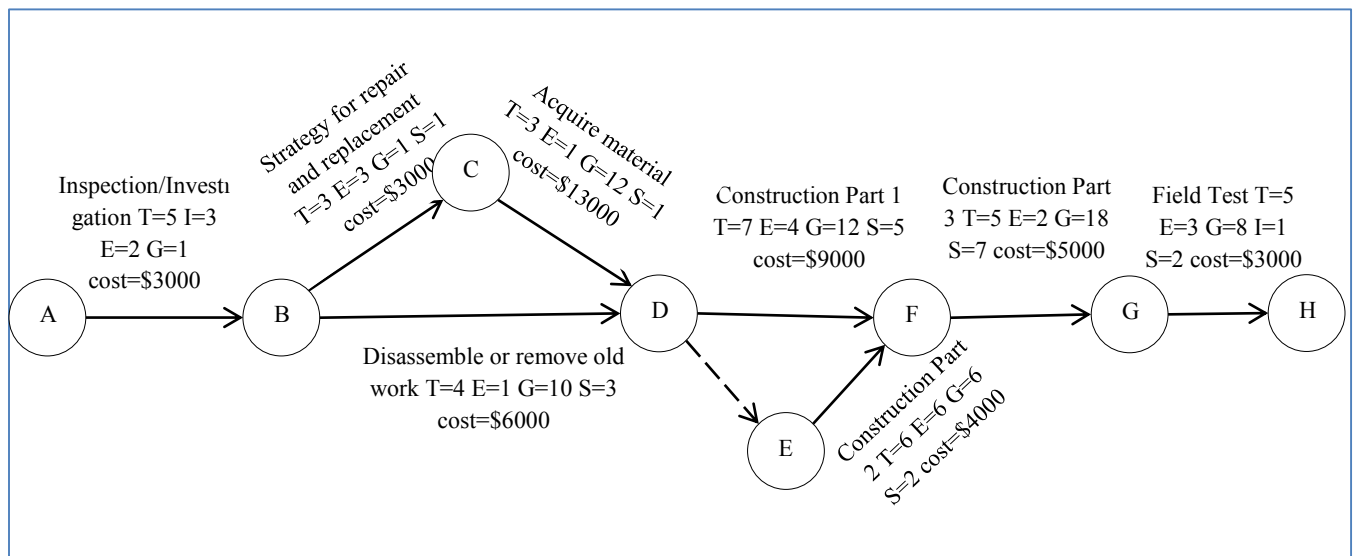 Strategy for repair
and replacement
T=3 E=3 G=1 S=1
cost=$3000
Acquire material
T=3 E=1 G=12 S=1
cost=$13000
Inspection/Investi
gation T=5 I=3
E=2 G=1
cost=$3000
Construction Part 1
T=7 E=4 G=12 S=5
cost=$9000
Construction Part
3 T=5 E=2 G=18
S=7 cost=$5000
Field Test T=5
E=3 G=8 I=1
S=2 cost=$3000
A
B
C
D
F
G
H
Disassemble or remove old
work T=4 E=1 G=10 S=3
cost=$6000
E
Construction Part
2 T=6 E=6 G=6
S=2 cost=$4000